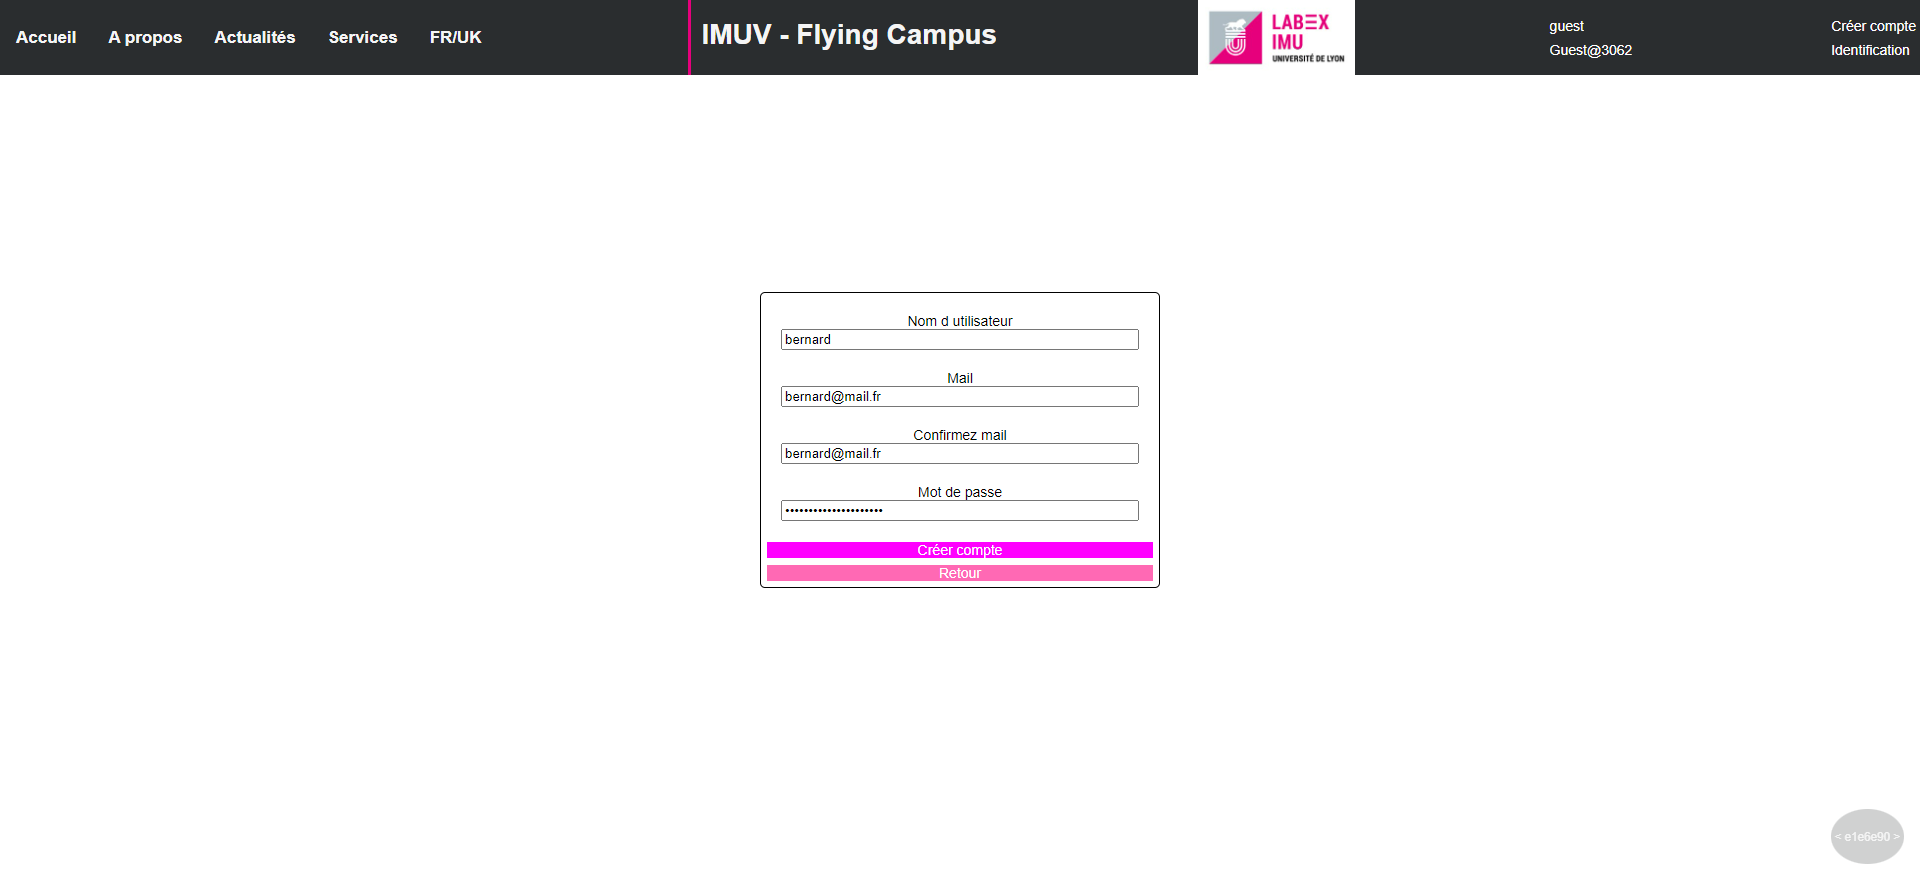 Accueil
A propos
Actualités
Services
FR/UK
IMUV - Flying Campus
LABEX
IMU
UNIVERSITÉ DE LYON
guest
Guest@3062
Créer compte
Identification
Nom d utilisateur
bernard
Mail
bernard@mail.fr
Confirmez mail
bernard@mail.fr
Mot de passe
••••••••••••••••••••••
Créer compte
Retour
< e1e6e90 >